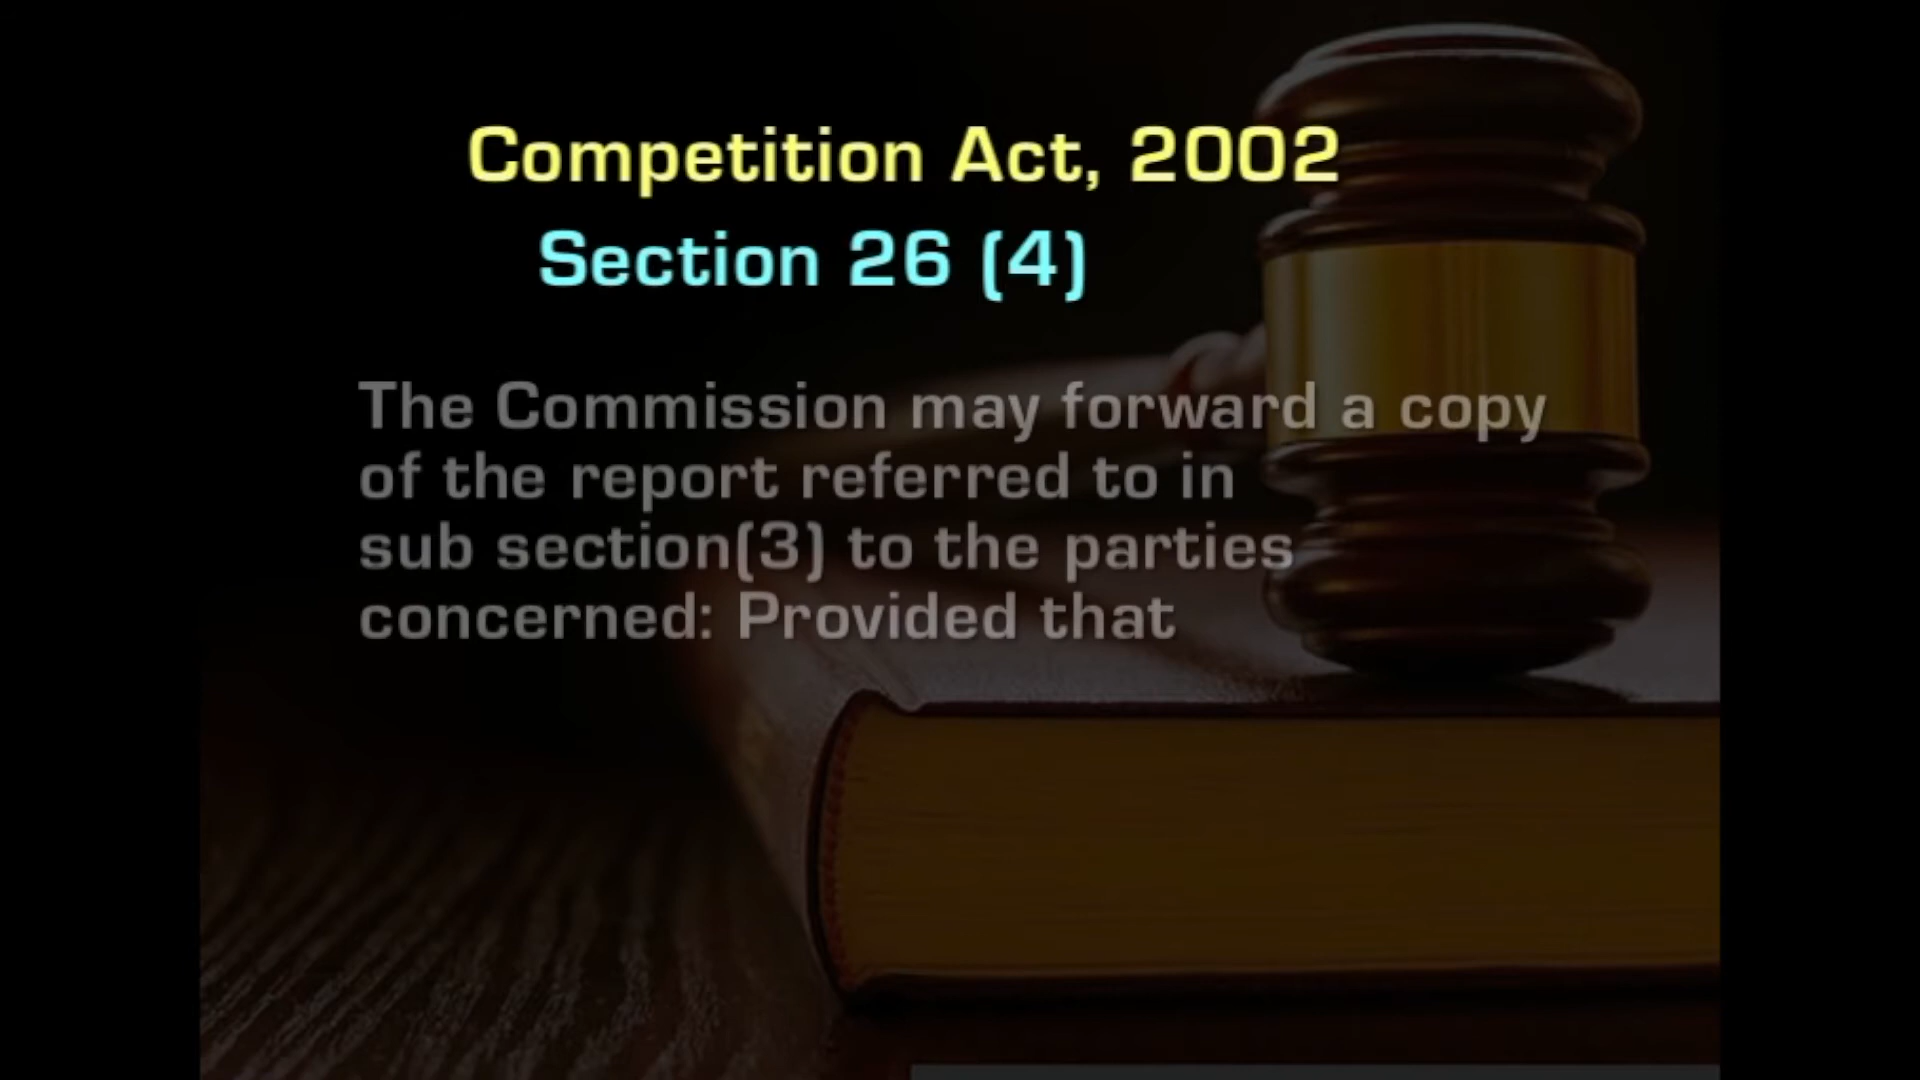 Competition Act, 2002
Section 26 (4)
The Commission may forward a copy
of the report referred to in
sub section(3) to the parties
concerned: Provided that